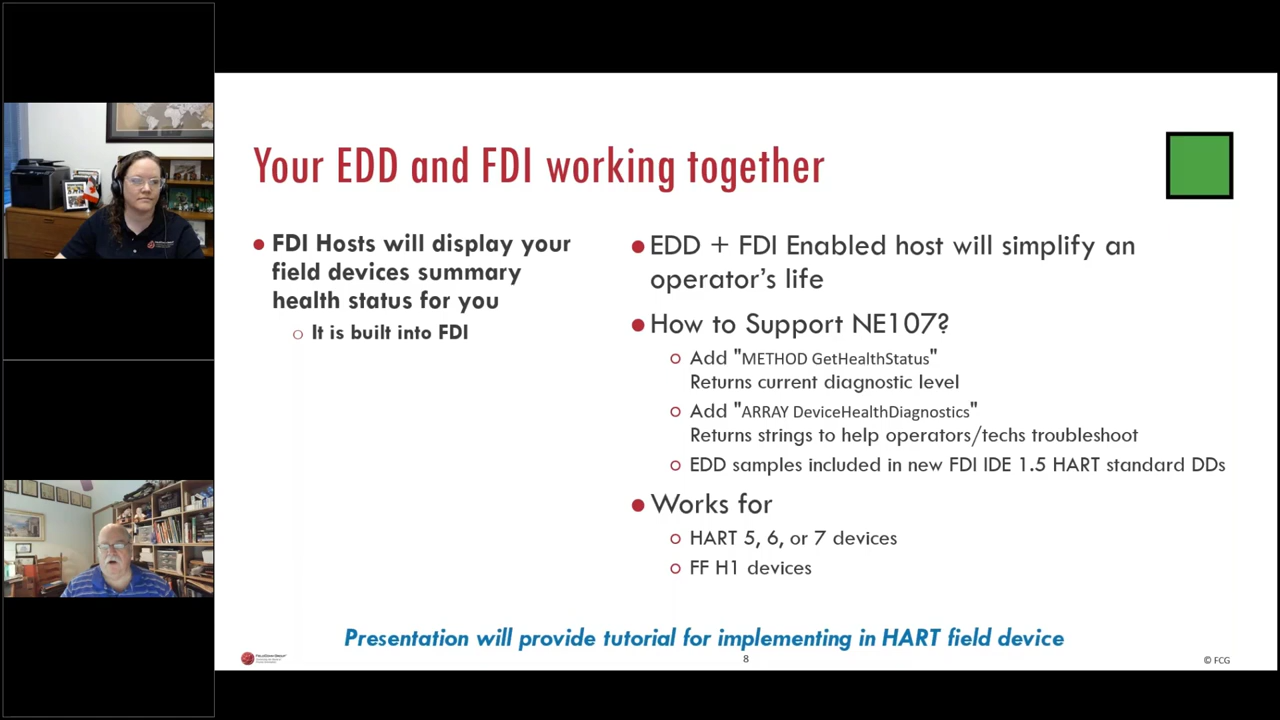 Your EDD and FDI working together
● FDI Hosts will display your
field devices summary
health status for you
○ It is built into FDI
● EDD + FDI Enabled host will simplify an
operator's life
● How to Support NE107?
○ Add "METHOD GetHealthStatus"
Returns current diagnostic level
○ Add "ARRAY DeviceHealthDiagnostics"
Returns strings to help operators/techs troubleshoot
○ EDD samples included in new FDI IDE 1.5 HART standard DDs
● Works for
○ HART 5, 6, or 7 devices
○ FF H1 devices
Presentation will provide tutorial for implementing in HART field device
FieldComm Group
8
© FCG